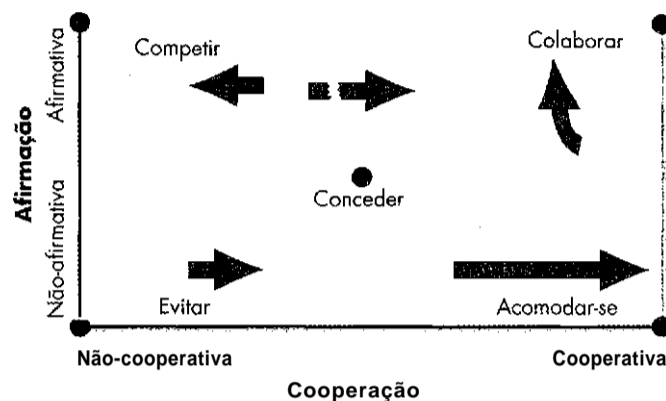 Competir
Colaborar
Afirmação
Afirmativa
Não-afirmativa
Conceder
Evitar
Acomodar-se
Não-cooperativa
Cooperativa
Cooperação